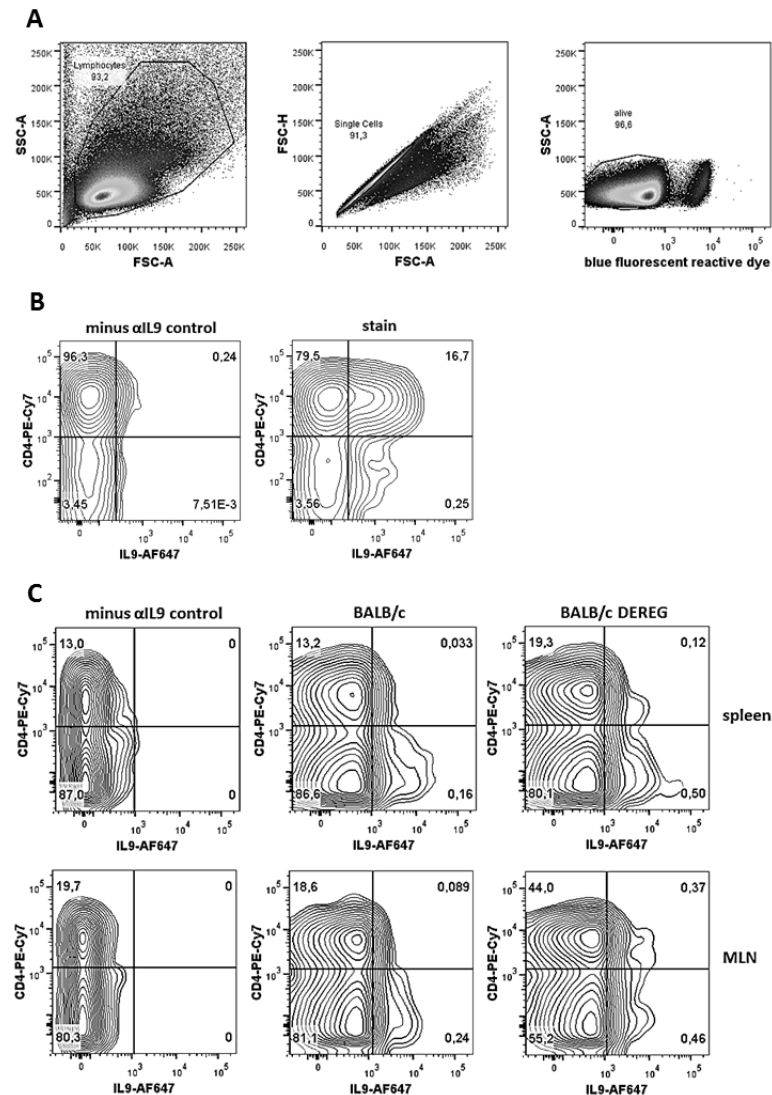 A
SSC-A
250K
200K
150K
100K
50K
0
Lymphocytes
93,2
0 50K 100K 150K 200K 250K
FSC-A
FSC-H
250K
200K
150K
100K
50K
0
Single Cells
91,3
0 50K 100K 150K 200K 250K
FSC-A
SSC-A
250K
200K
150K
100K
50K
0
alive
96,6
0 10³ 10⁴ 10⁵
blue fluorescent reactive dye
B
minus αIL9 control
CD4-PE-Cy7
10⁵
10⁴
10³
10²
96,3 0,24
3,45 7,51E-3
0 10³ 10⁴ 10⁵
IL9-AF647
stain
CD4-PE-Cy7
10⁵
10⁴
10³
10²
79,5 16,7
3,56 0,25
0 10³ 10⁴ 10⁵
IL9-AF647
C
minus αIL9 control
CD4-PE-Cy7
10⁵
10⁴
10³
0
13,0 0
87,0 0
0 10³ 10⁴ 10⁵
IL9-AF647
BALB/c
CD4-PE-Cy7
10⁵
10⁴
10³
0
13,2 0,033
86,6 0,16
0 10³ 10⁴ 10⁵
IL9-AF647
BALB/c DEREG
CD4-PE-Cy7
10⁵
10⁴
10³
0
19,3 0,12
80,1 0,50
0 10³ 10⁴ 10⁵
IL9-AF647
spleen
CD4-PE-Cy7
10⁵
10⁴
10³
0
19,7 0
80,3 0
0 10³ 10⁴ 10⁵
IL9-AF647
CD4-PE-Cy7
10⁵
10⁴
10³
0
18,6 0,089
81,1 0,24
0 10³ 10⁴ 10⁵
IL9-AF647
CD4-PE-Cy7
10⁵
10⁴
10³
0
44,0 0,37
55,2 0,46
0 10³ 10⁴ 10⁵
IL9-AF647
MLN